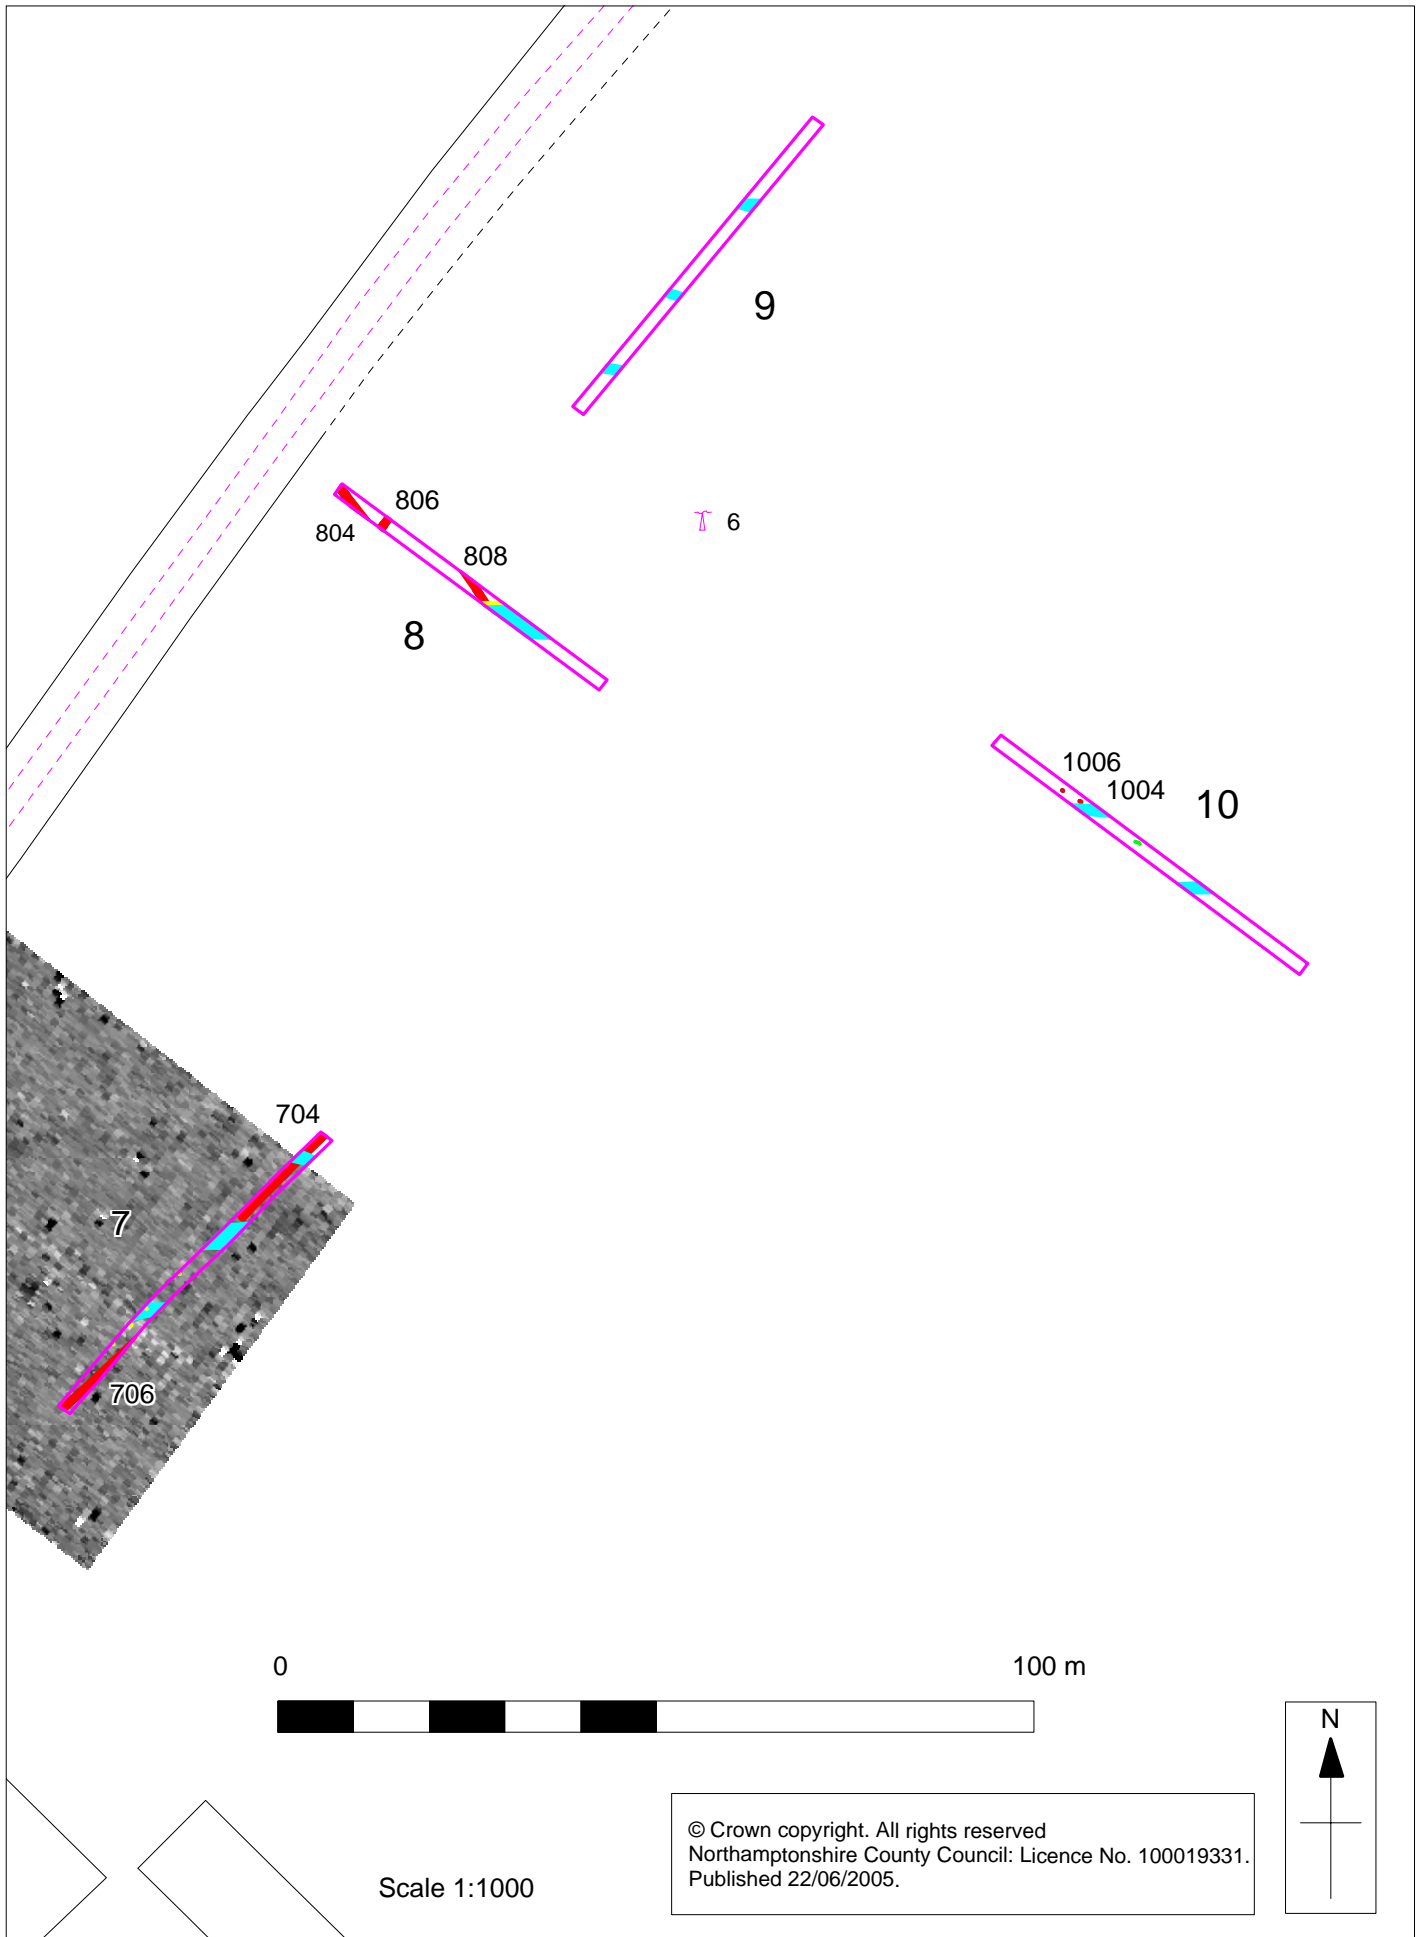 9
806
804
6
808
8
1006
1004
10
704
7
706
0
100 m
N
© Crown copyright. All rights reserved
Northamptonshire County Council: Licence No. 100019331.
Published 22/06/2005.
Scale 1:1000